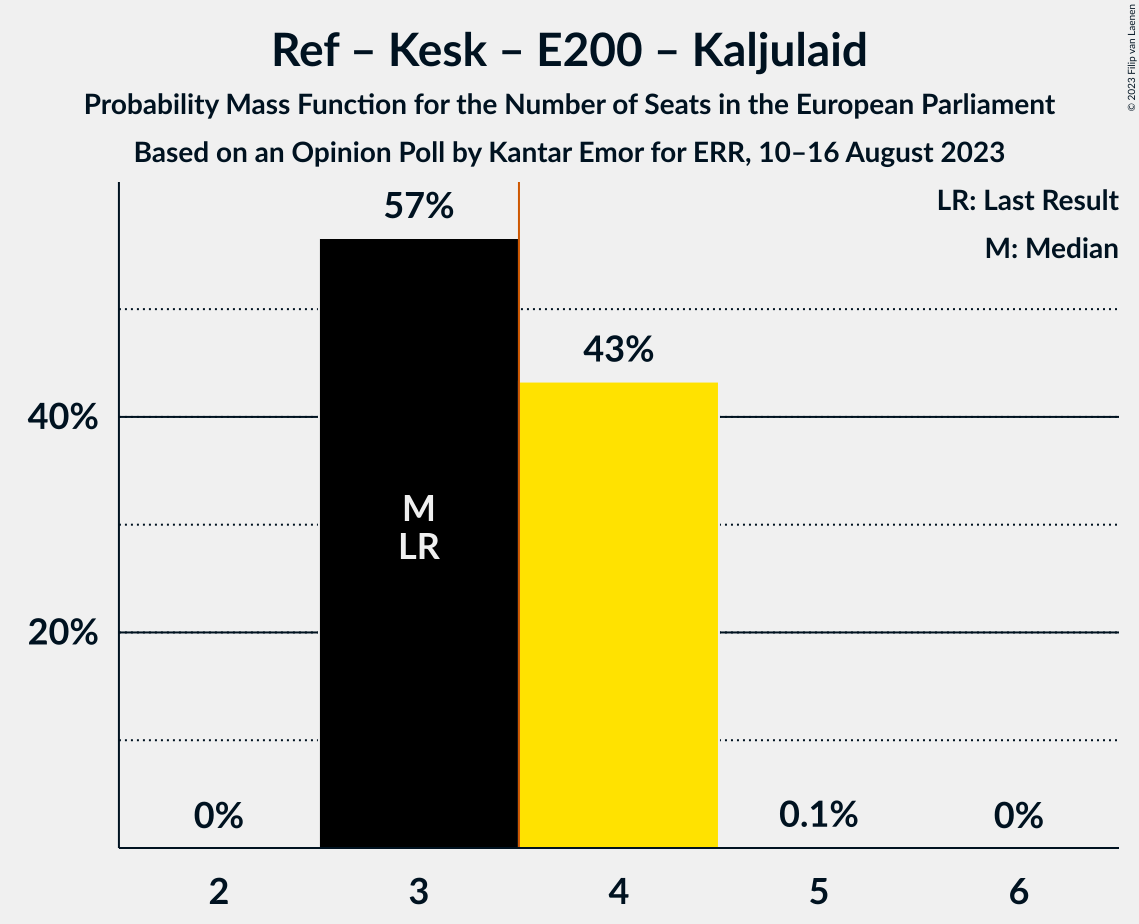 Ref – Kesk – E200 – Kaljulaid
Probability Mass Function for the Number of Seats in the European Parliament
Based on an Opinion Poll by Kantar Emor for ERR, 10–16 August 2023
© 2023 Filip van Laenen
LR: Last Result
M: Median
57%
43%
40%
M
LR
20%
0%
0.1%
0%
2
3
4
5
6